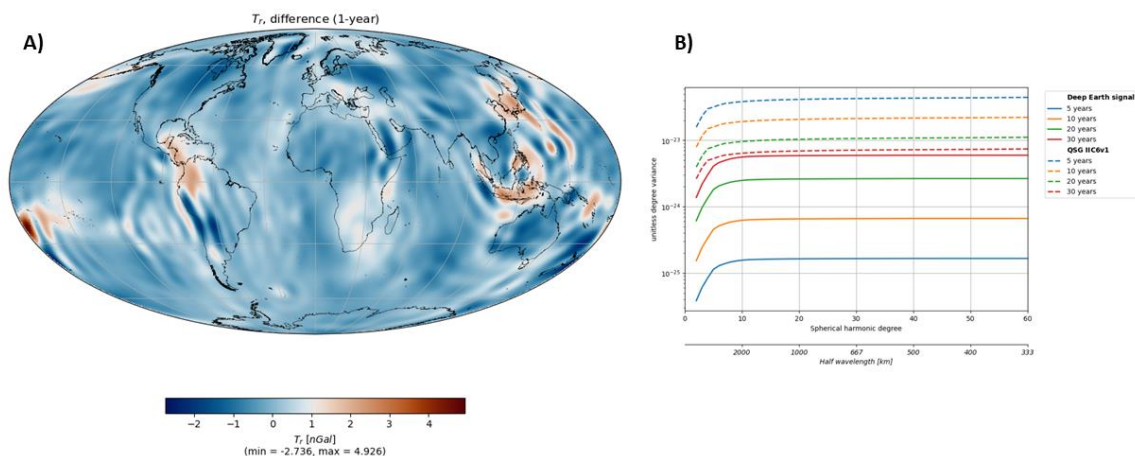 T_r, difference (1-year)
A)
−2 −1 0 1 2 3 4
T_r [nGal]
(min = -2.736, max = 4.926)
B)
unitless degree variance
10^{-23}
10^{-24}
10^{-25}
0 10 20 30 40 50 60
Spherical harmonic degree
2000 1000 667 500 400 333
Half wavelength [km]
Deep Earth signal
5 years
10 years
20 years
30 years
QSG IIC6v1
5 years
10 years
20 years
30 years